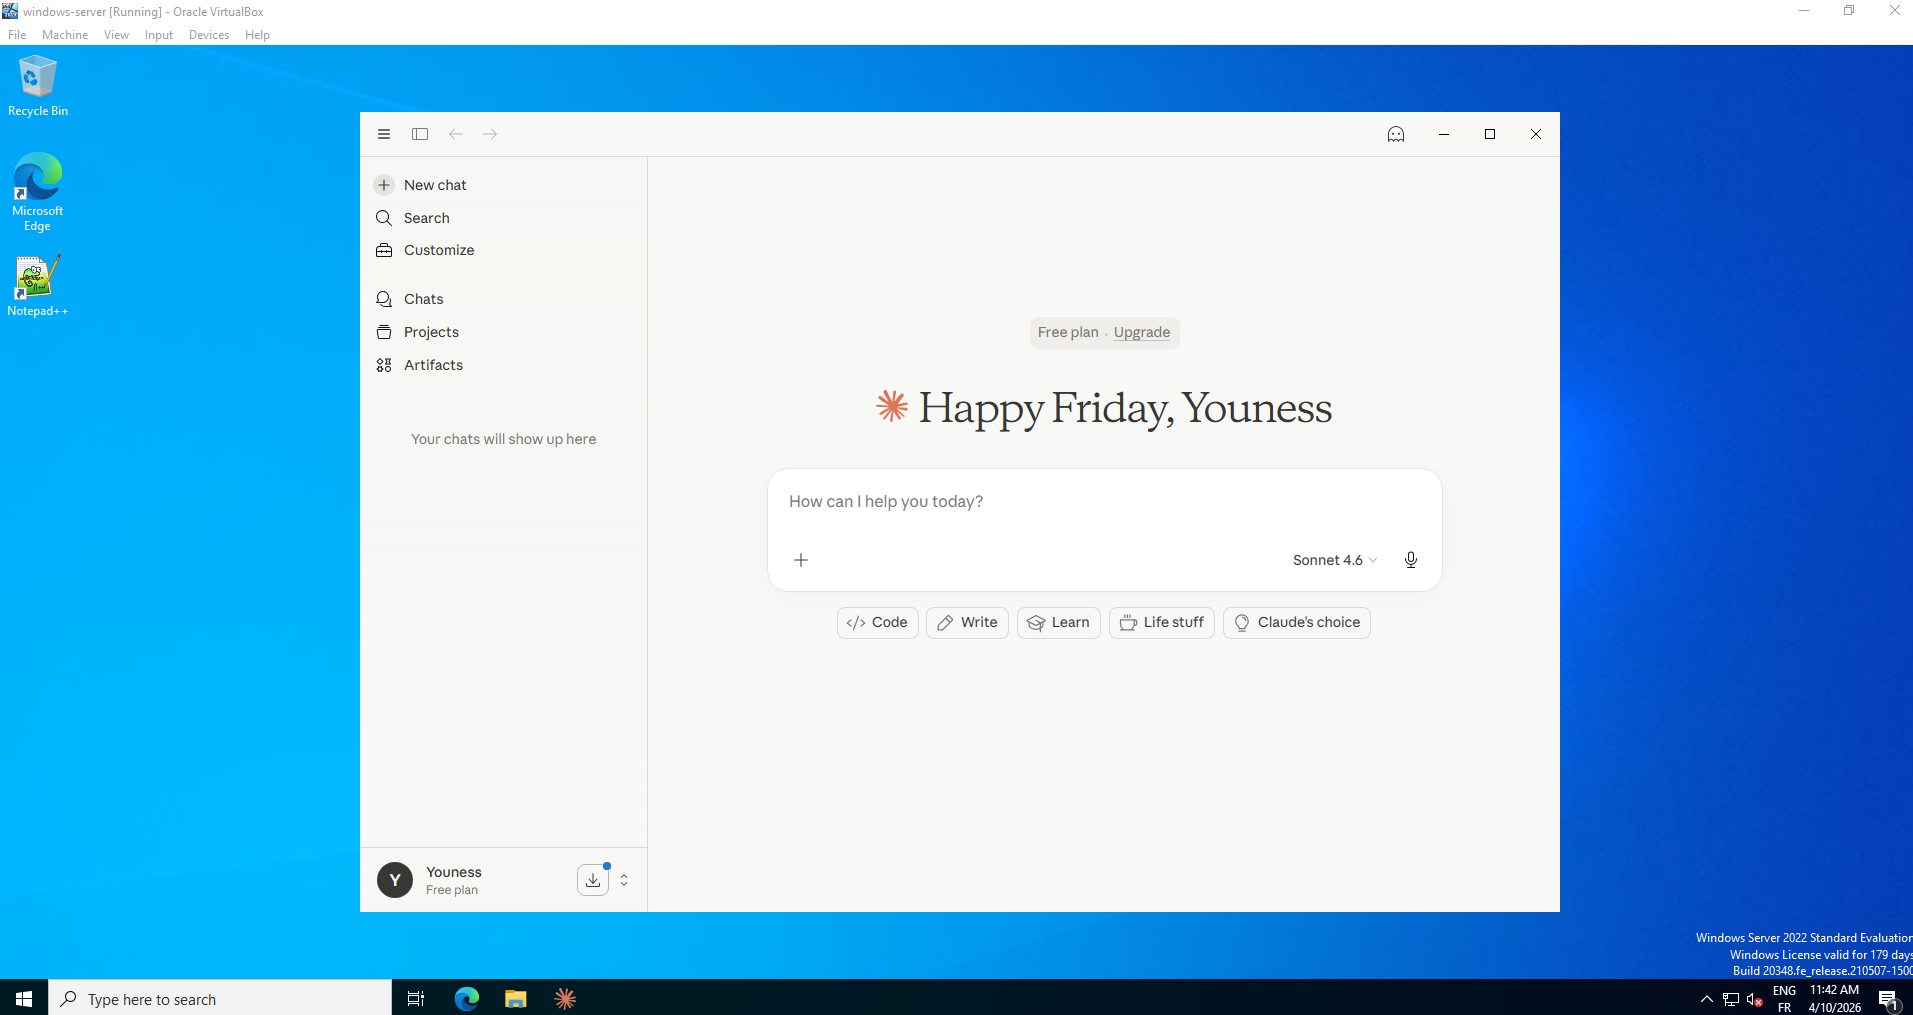 windows-server [Running] - Oracle VirtualBox
File Machine View Input Devices Help
Recycle Bin
Microsoft
Edge
Notepad++
New chat
Search
Customize
Chats
Projects
Artifacts
Your chats will show up here
Youness
Free plan
Free plan · Upgrade
Happy Friday, Youness
How can I help you today?
Sonnet 4.6
Code Write Learn Life stuff Claude's choice
Windows Server 2022 Standard Evaluation
Windows License valid for 179 days
Build 20348.fe_release.210507-1500
Type here to search
ENG
FR
11:42 AM
4/10/2026
1